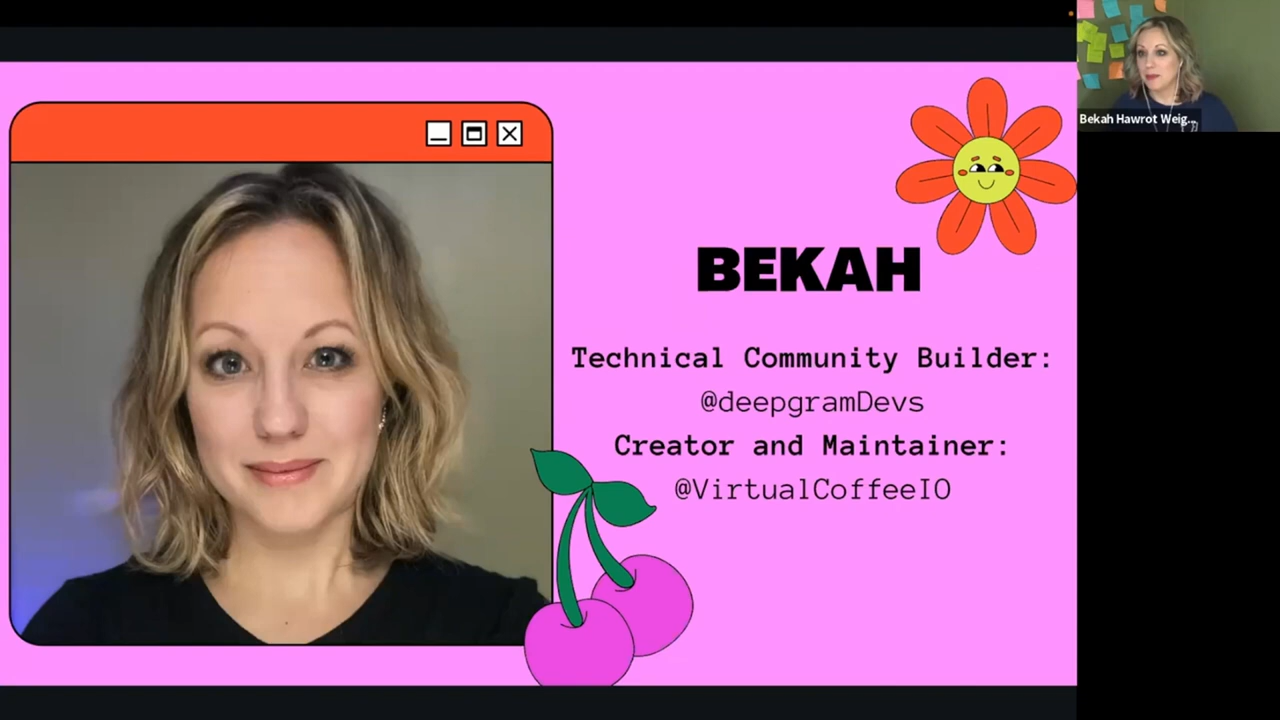 BEKAH
Technical Community Builder:
@deepgramDevs
Creator and Maintainer:
@VirtualCoffeeIO
Bekah Hawrot Weig...